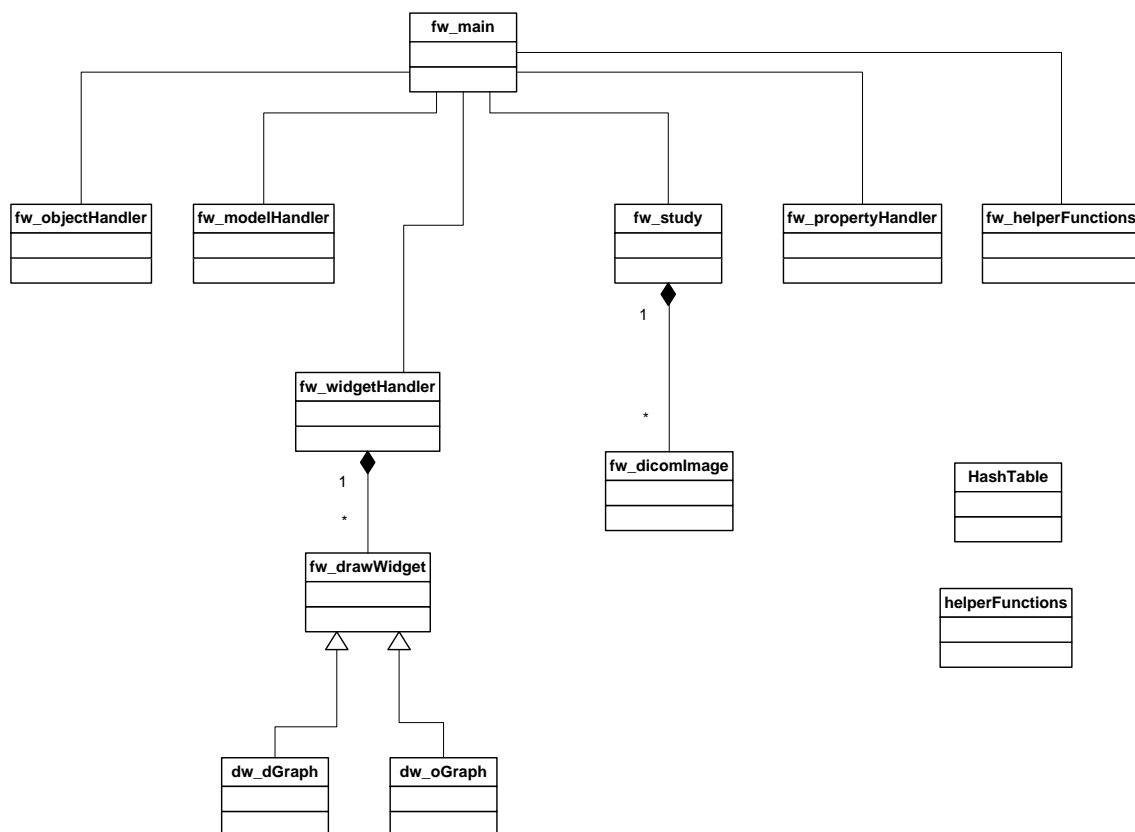 fw_main
fw_objectHandler
fw_modelHandler
fw_study
fw_propertyHandler
fw_helperFunctions
1
fw_widgetHandler
*
fw_dicomImage
HashTable
1
*
fw_drawWidget
helperFunctions
dw_dGraph
dw_oGraph